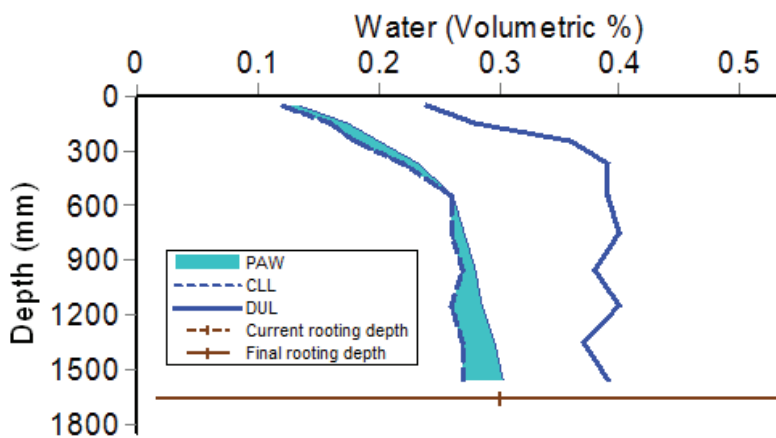 Water (Volumetric %)
0 0.1 0.2 0.3 0.4 0.5
Depth (mm)
0
300
600
900
1200
1500
1800
PAW
CLL
DUL
Current rooting depth
Final rooting depth